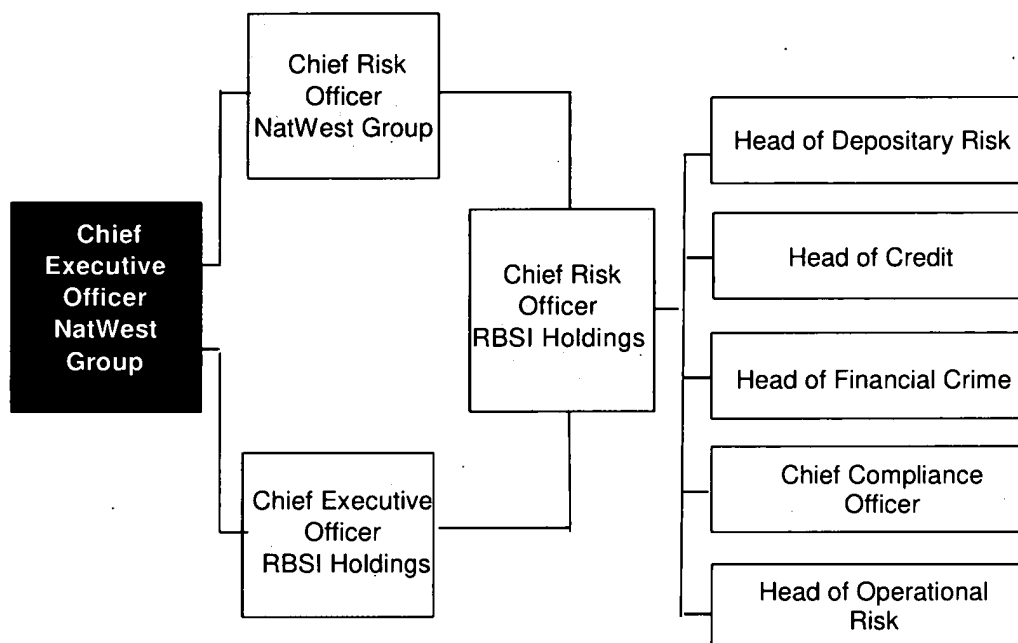 Chief Risk
Officer
NatWest Group
Chief
Executive
Officer
NatWest
Group
Chief Risk
Officer
RBSI Holdings
Chief Executive
Officer
RBSI Holdings
Head of Depositary Risk
Head of Credit
Head of Financial Crime
Chief Compliance
Officer
Head of Operational
Risk